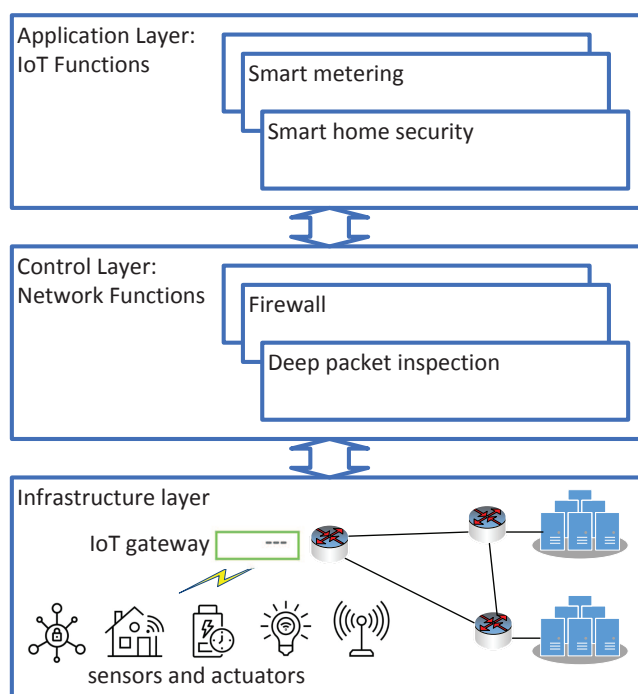 Application Layer:
IoT Functions
Smart metering
Smart home security
Control Layer:
Network Functions
Firewall
Deep packet inspection
Infrastructure layer
IoT gateway
---
sensors and actuators